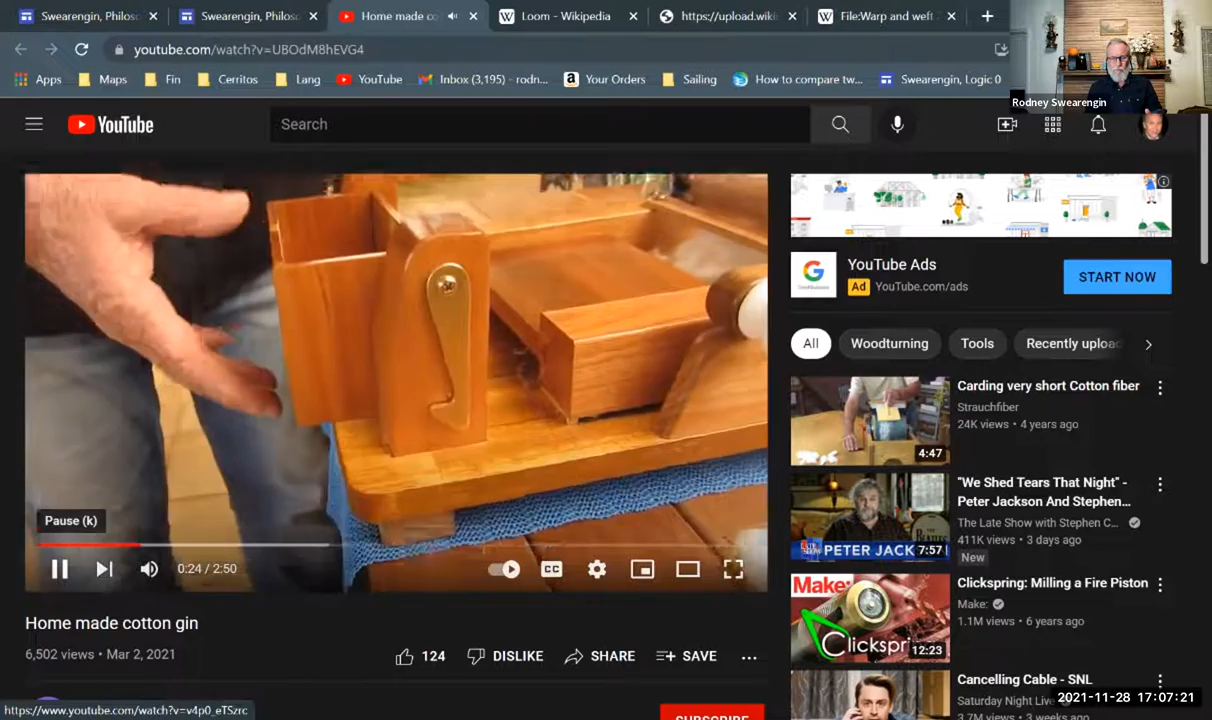 Swearengin, Philoso
Swearengin, Philoso
Home made co
Loom - Wikipedia
https://upload.wiki
File:Warp and weft
youtube.com/watch?v=UBOdM8hEVG4
Apps
Maps
Fin
Cerritos
Lang
YouTube
Inbox (3,195) - rodn...
Your Orders
Sailing
How to compare tw...
Swearengin, Logic 0
Rodney Swearengin
YouTube
Search
YouTube Ads
Ad YouTube.com/ads
START NOW
All
Woodturning
Tools
Recently uploa
Carding very short Cotton fiber
Strauchfiber
24K views • 4 years ago
4:47
"We Shed Tears That Night" -
Peter Jackson And Stephen...
The Late Show with Stephen C...
411K views • 3 days ago
New
PETER JACK
7:57
Make:
Clickspri
12:23
Clickspring: Milling a Fire Piston
Make:
1.1M views • 6 years ago
Cancelling Cable - SNL
Saturday Night Live
3.7M views • 3 weeks ago
Pause (k)
0:24 / 2:50
CC
Home made cotton gin
6,502 views • Mar 2, 2021
124
DISLIKE
SHARE
SAVE
SUBSCRIBE
https://www.youtube.com/watch?v=v4p0_eTSzrc
2021-11-28 17:07:21